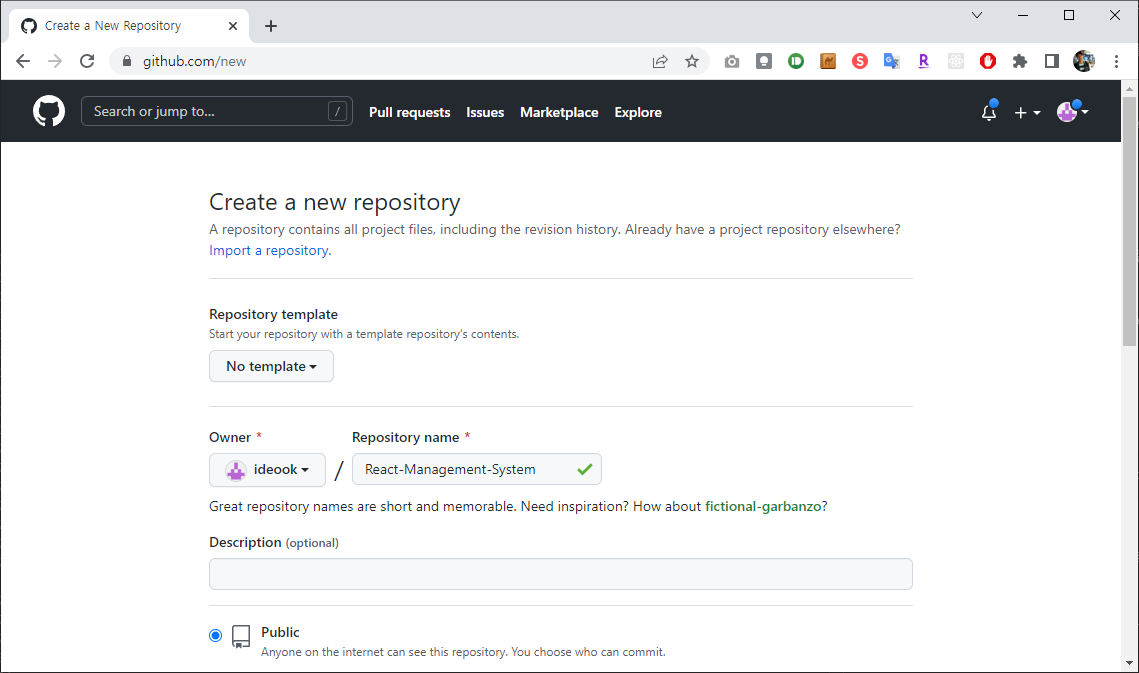 Create a New Repository
github.com/new
Search or jump to... /
Pull requests Issues Marketplace Explore
Create a new repository
A repository contains all project files, including the revision history. Already have a project repository elsewhere?
Import a repository.
Repository template
Start your repository with a template repository's contents.
No template
Owner * Repository name *
ideook / React-Management-System
Great repository names are short and memorable. Need inspiration? How about fictional-garbanzo?
Description (optional)
Public
Anyone on the internet can see this repository. You choose who can commit.